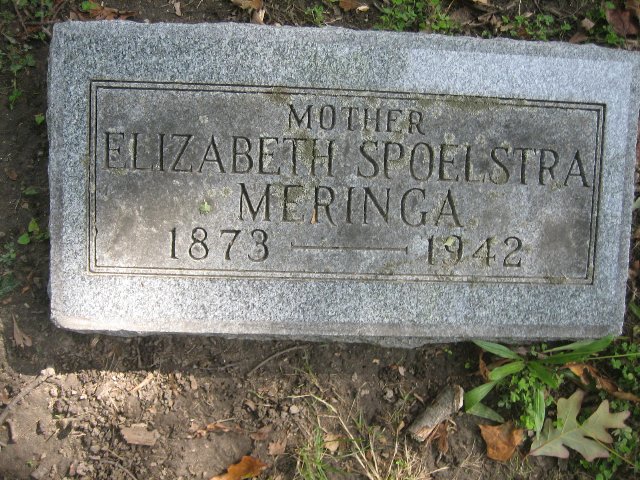 MOTHER
ELIZABETH SPOELSTRA
MERINGA
1873 — 1942